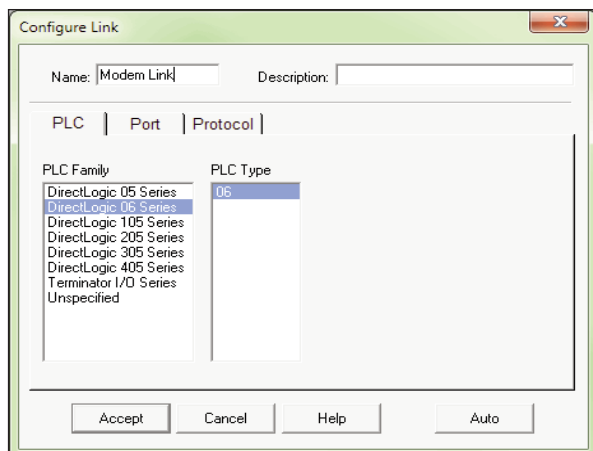 Configure Link
Name: Modem Link Description:
PLC Port Protocol
PLC Family PLC Type
DirectLogic 05 Series 06
DirectLogic 06 Series
DirectLogic 105 Series
DirectLogic 205 Series
DirectLogic 305 Series
DirectLogic 405 Series
Terminator I/O Series
Unspecified
Accept Cancel Help Auto